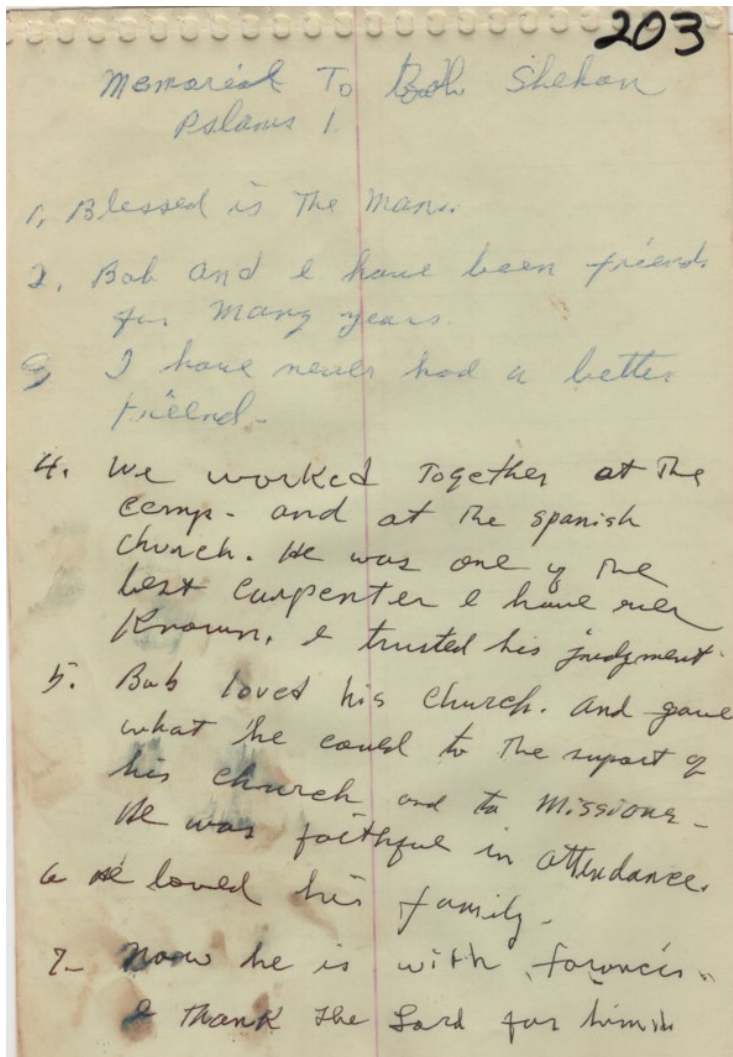 203
Memorial To Bob Shehan
Pslams 1.
1, Blessed is The Man..
2. Bob and I have been friends
for Many years.
3 I have never had a better
friend-
4. We worked Together at The
Camp- and at The spanish
Church. He was one of The
best Carpenter I have ever
Known. I trusted his judgment.
5. Bob loved his Church. And gave
what he could to The suport of
his church and to Missions-
He was faithful in attendance.
6 He loved his family-
7- Now he is with
I Thank The Lord for him